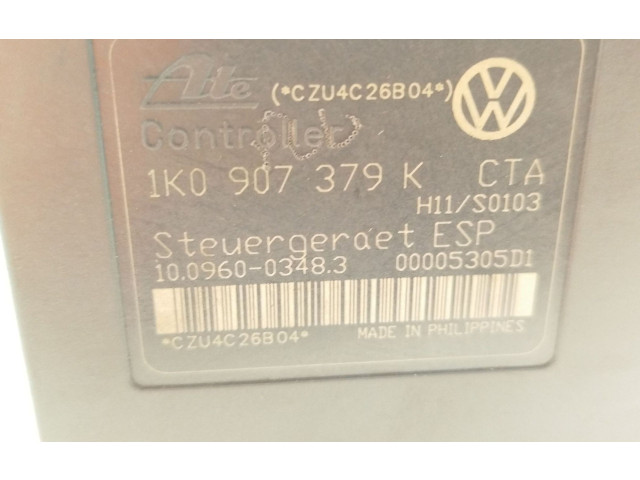 Ate (*CZU4C26B04*) VW
Controller
1K0 907 379 K CTA
H11/S0103
Steuergeraet ESP
10.0960-0348.3 00005305D1
*CZU4C26B04* MADE IN PHILIPPINES